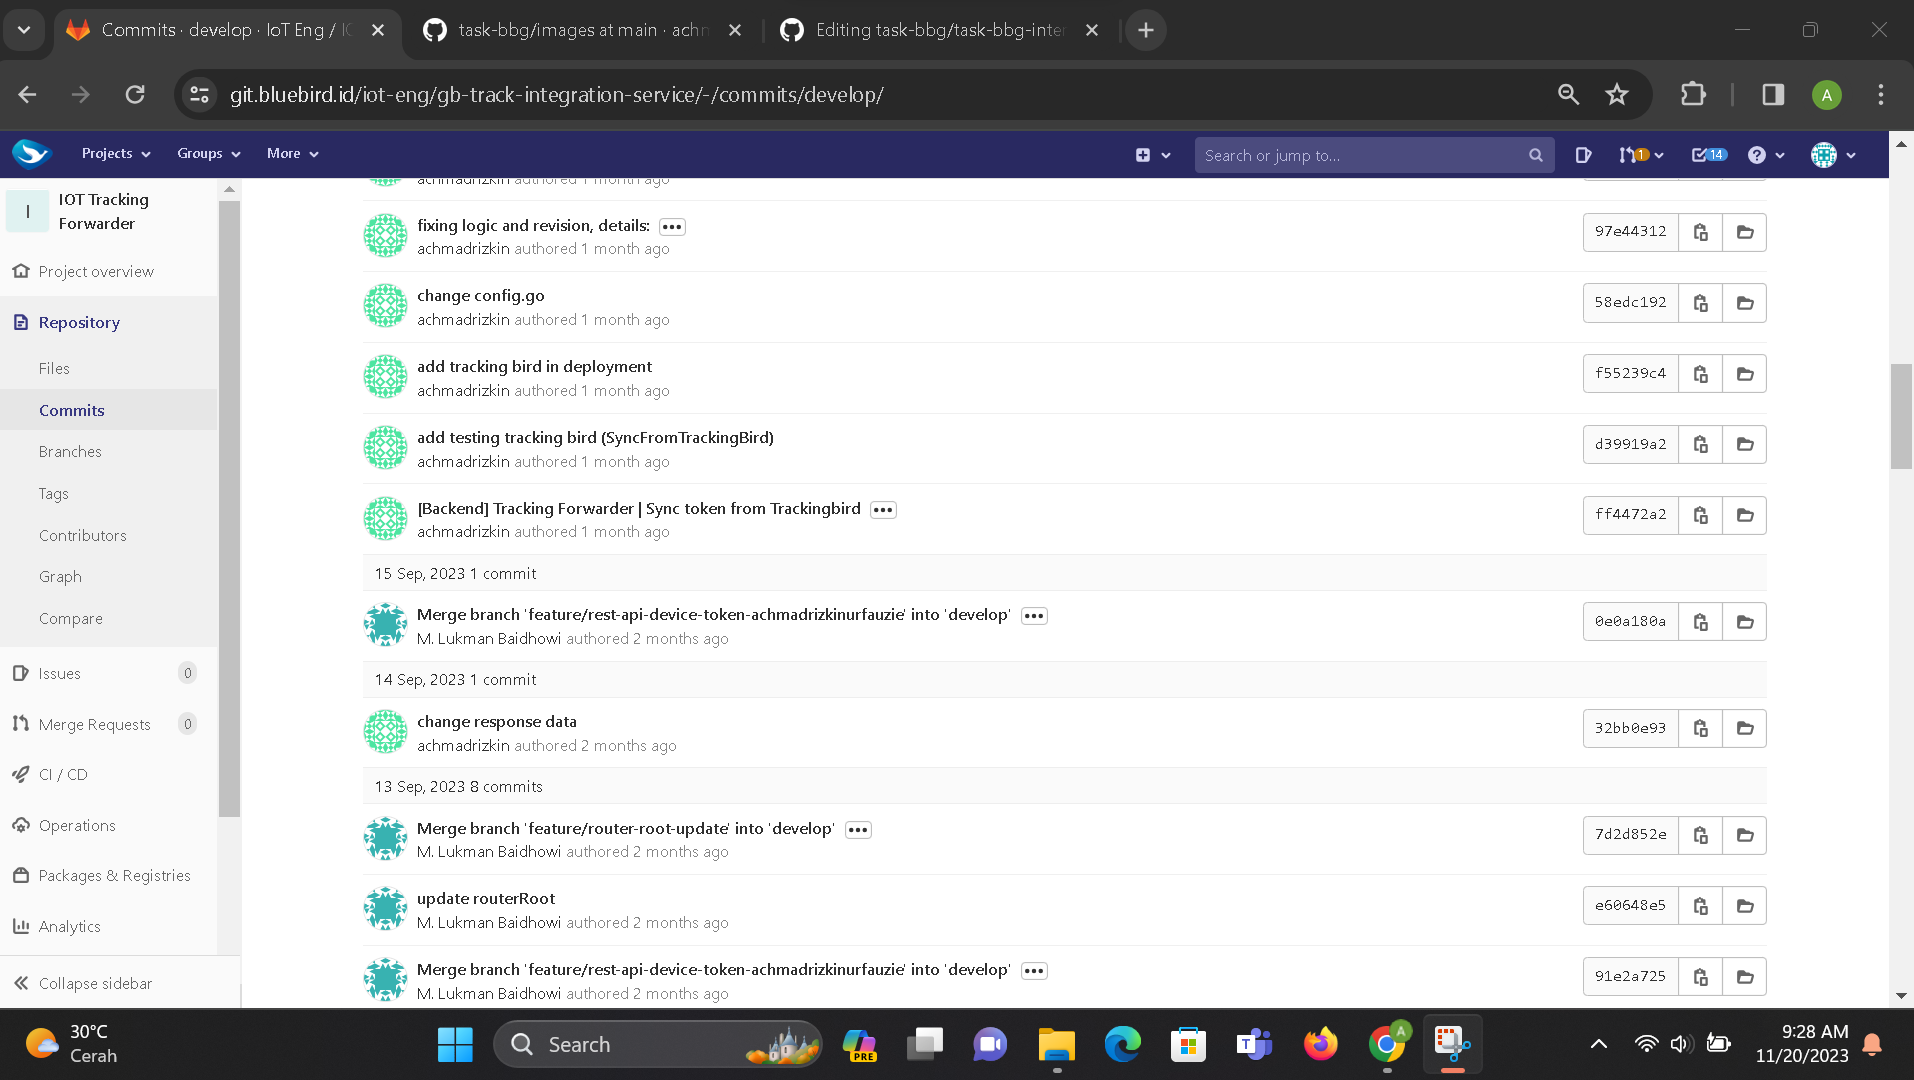 Commits · develop · IoT Eng /
task-bbg/images at main · achm
Editing task-bbg/task-bbg-inter
git.bluebird.id/iot-eng/gb-track-integration-service/-/commits/develop/
A
Projects
Groups
More
Search or jump to...
1
14
I
IOT Tracking
Forwarder
Project overview
Repository
Files
Commits
Branches
Tags
Contributors
Graph
Compare
Issues
0
Merge Requests
0
CI / CD
Operations
Packages & Registries
Analytics
Collapse sidebar
achmadrizkin authored 1 month ago
fixing logic and revision, details:
achmadrizkin authored 1 month ago
97e44312
change config.go
achmadrizkin authored 1 month ago
58edc192
add tracking bird in deployment
achmadrizkin authored 1 month ago
f55239c4
add testing tracking bird (SyncFromTrackingBird)
achmadrizkin authored 1 month ago
d39919a2
[Backend] Tracking Forwarder | Sync token from Trackingbird
achmadrizkin authored 1 month ago
ff4472a2
15 Sep, 2023 1 commit
Merge branch 'feature/rest-api-device-token-achmadrizkinurfauzie' into 'develop'
M. Lukman Baidhowi authored 2 months ago
0e0a180a
14 Sep, 2023 1 commit
change response data
achmadrizkin authored 2 months ago
32bb0e93
13 Sep, 2023 8 commits
Merge branch 'feature/router-root-update' into 'develop'
M. Lukman Baidhowi authored 2 months ago
7d2d852e
update routerRoot
M. Lukman Baidhowi authored 2 months ago
e60648e5
Merge branch 'feature/rest-api-device-token-achmadrizkinurfauzie' into 'develop'
M. Lukman Baidhowi authored 2 months ago
91e2a725
30°C
Cerah
Search
PRE
T
A
9:28 AM
11/20/2023